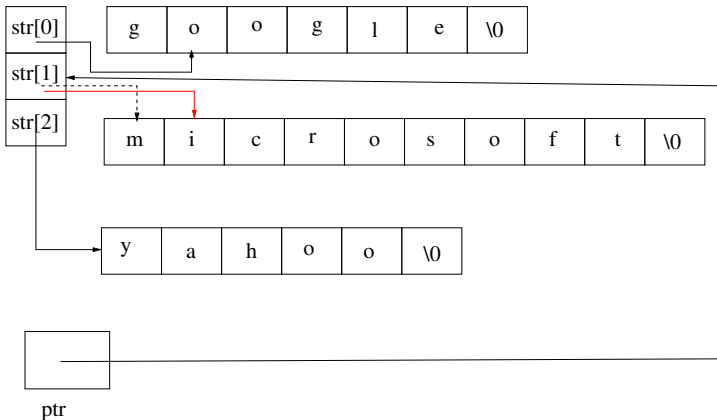 str[0] g o o g l e \0
str[1]
str[2] m i c r o s o f t \0
y a h o o \0
ptr